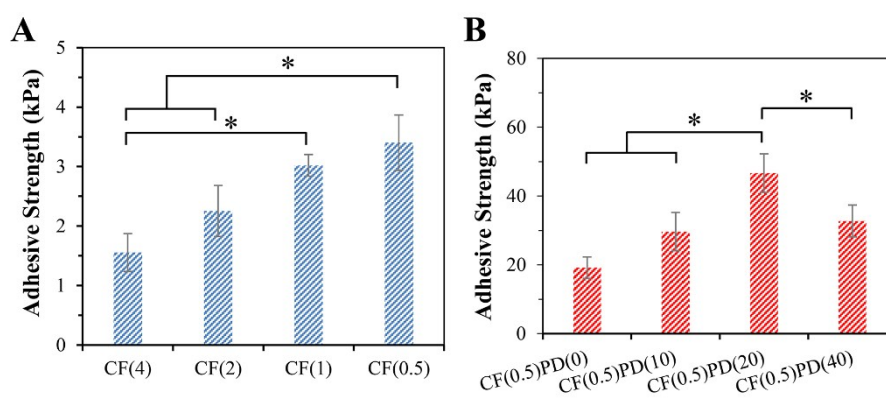 A
Adhesive Strength (kPa)
5
4
3
2
1
0
*
*
CF(4) CF(2) CF(1) CF(0.5)
B
Adhesive Strength (kPa)
80
60
40
20
0
*
*
CF(0.5)PD(0) CF(0.5)PD(10) CF(0.5)PD(20) CF(0.5)PD(40)